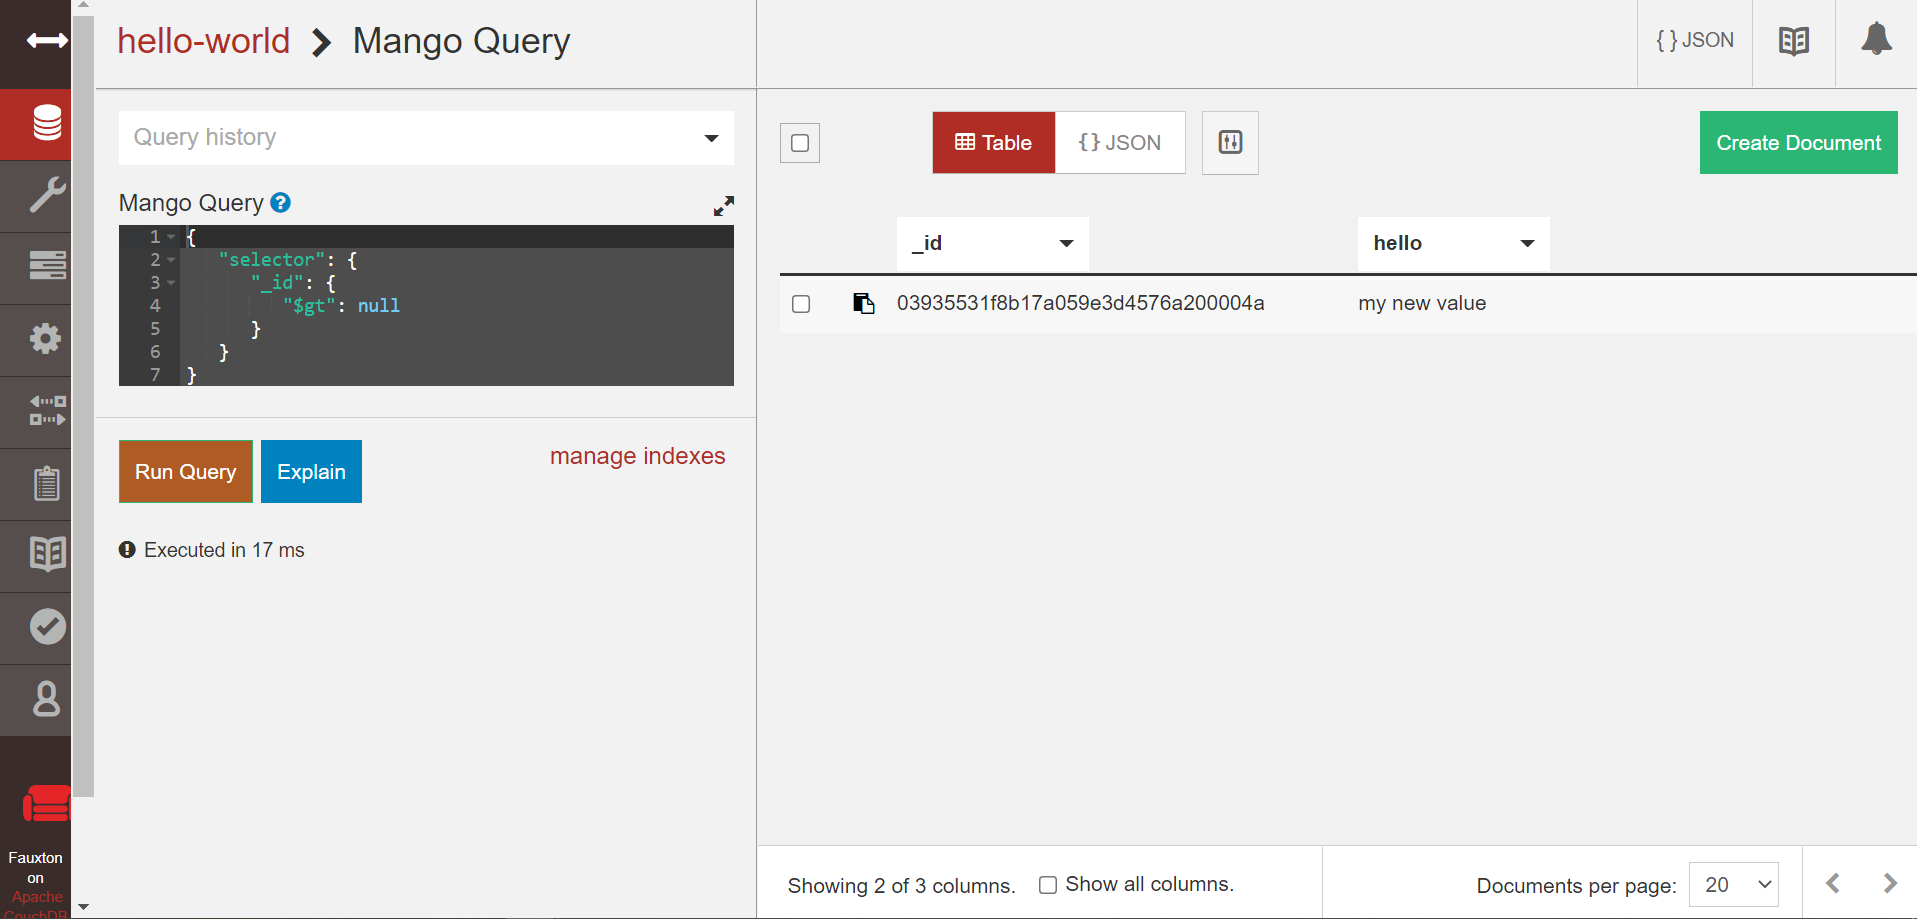 hello-world Mango Query
{ } JSON
Query history
Mango Query ?
1 {
2 "selector": {
3 "_id": {
4 "$gt": null
5 }
6 }
7 }
Run Query
Explain
manage indexes
Executed in 17 ms
Table
{ } JSON
Create Document
_id
hello
03935531f8b17a059e3d4576a200004a
my new value
Showing 2 of 3 columns.
Show all columns.
Documents per page:
20
Fauxton
on
Apache
CouchDB